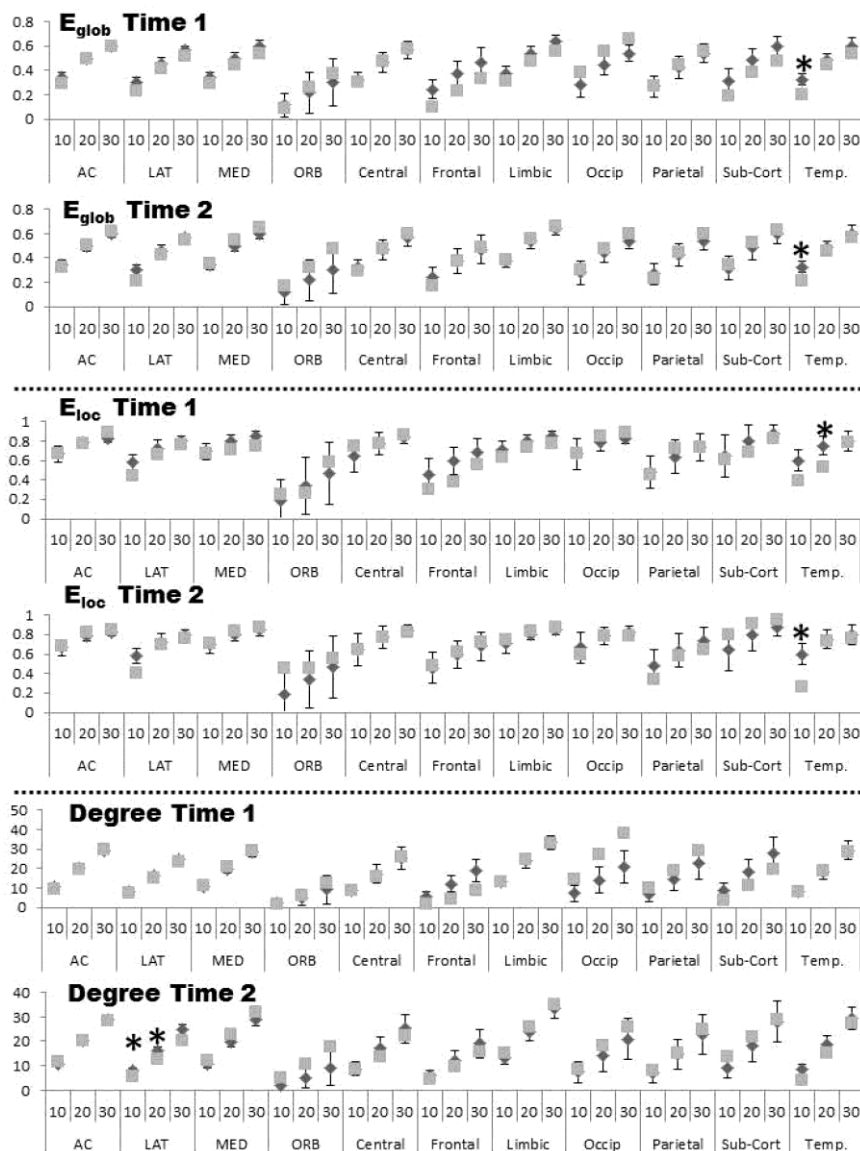 E_glob Time 1
0.8
0.6
0.4
0.2
0
*
10 20 30 10 20 30 10 20 30 10 20 30 10 20 30 10 20 30 10 20 30 10 20 30 10 20 30 10 20 30 10 20 30
AC LAT MED ORB Central Frontal Limbic Occip Parietal Sub-Cort Temp.
E_glob Time 2
0.8
0.6
0.4
0.2
0
*
10 20 30 10 20 30 10 20 30 10 20 30 10 20 30 10 20 30 10 20 30 10 20 30 10 20 30 10 20 30 10 20 30
AC LAT MED ORB Central Frontal Limbic Occip Parietal Sub-Cort Temp.
E_loc Time 1
1
0.8
0.6
0.4
0.2
0
*
10 20 30 10 20 30 10 20 30 10 20 30 10 20 30 10 20 30 10 20 30 10 20 30 10 20 30 10 20 30 10 20 30
AC LAT MED ORB Central Frontal Limbic Occip Parietal Sub-Cort Temp.
E_loc Time 2
1
0.8
0.6
0.4
0.2
0
*
10 20 30 10 20 30 10 20 30 10 20 30 10 20 30 10 20 30 10 20 30 10 20 30 10 20 30 10 20 30 10 20 30
AC LAT MED ORB Central Frontal Limbic Occip Parietal Sub-Cort Temp.
Degree Time 1
50
40
30
20
10
0
10 20 30 10 20 30 10 20 30 10 20 30 10 20 30 10 20 30 10 20 30 10 20 30 10 20 30 10 20 30 10 20 30
AC LAT MED ORB Central Frontal Limbic Occip Parietal Sub-Cort Temp.
Degree Time 2
40
30
20
10
0
* *
10 20 30 10 20 30 10 20 30 10 20 30 10 20 30 10 20 30 10 20 30 10 20 30 10 20 30 10 20 30 10 20 30
AC LAT MED ORB Central Frontal Limbic Occip Parietal Sub-Cort Temp.